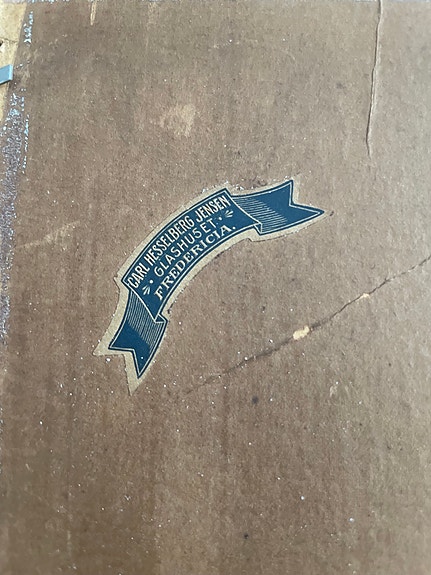 CARL HESSELBERG JENSEN
GLASHUSET
FREDERICIA.